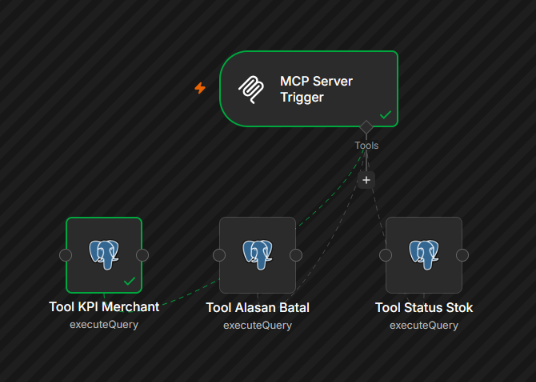 MCP Server
Trigger
Tools
+
Tool KPI Merchant
executeQuery
Tool Alasan Batal
executeQuery
Tool Status Stok
executeQuery